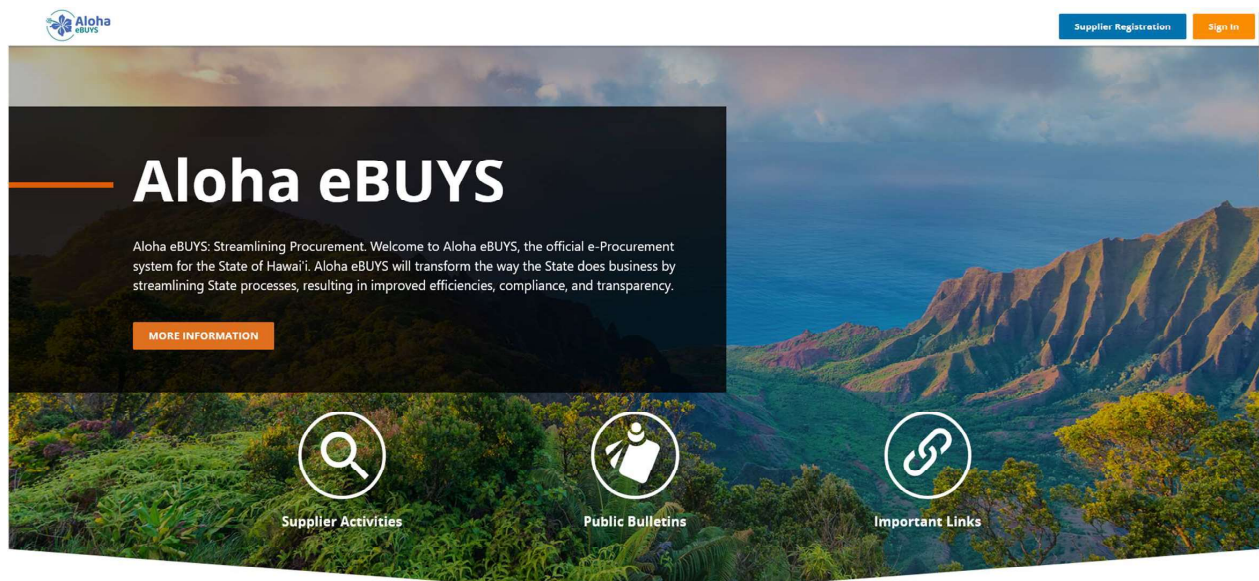 Aloha
eBUYS
Supplier Registration
Sign In
Aloha eBUYS
Aloha eBUYS: Streamlining Procurement. Welcome to Aloha eBUYS, the official e-Procurement
system for the State of Hawai'i. Aloha eBUYS will transform the way the State does business by
streamlining State processes, resulting in improved efficiencies, compliance, and transparency.
MORE INFORMATION
Supplier Activities
Public Bulletins
Important Links